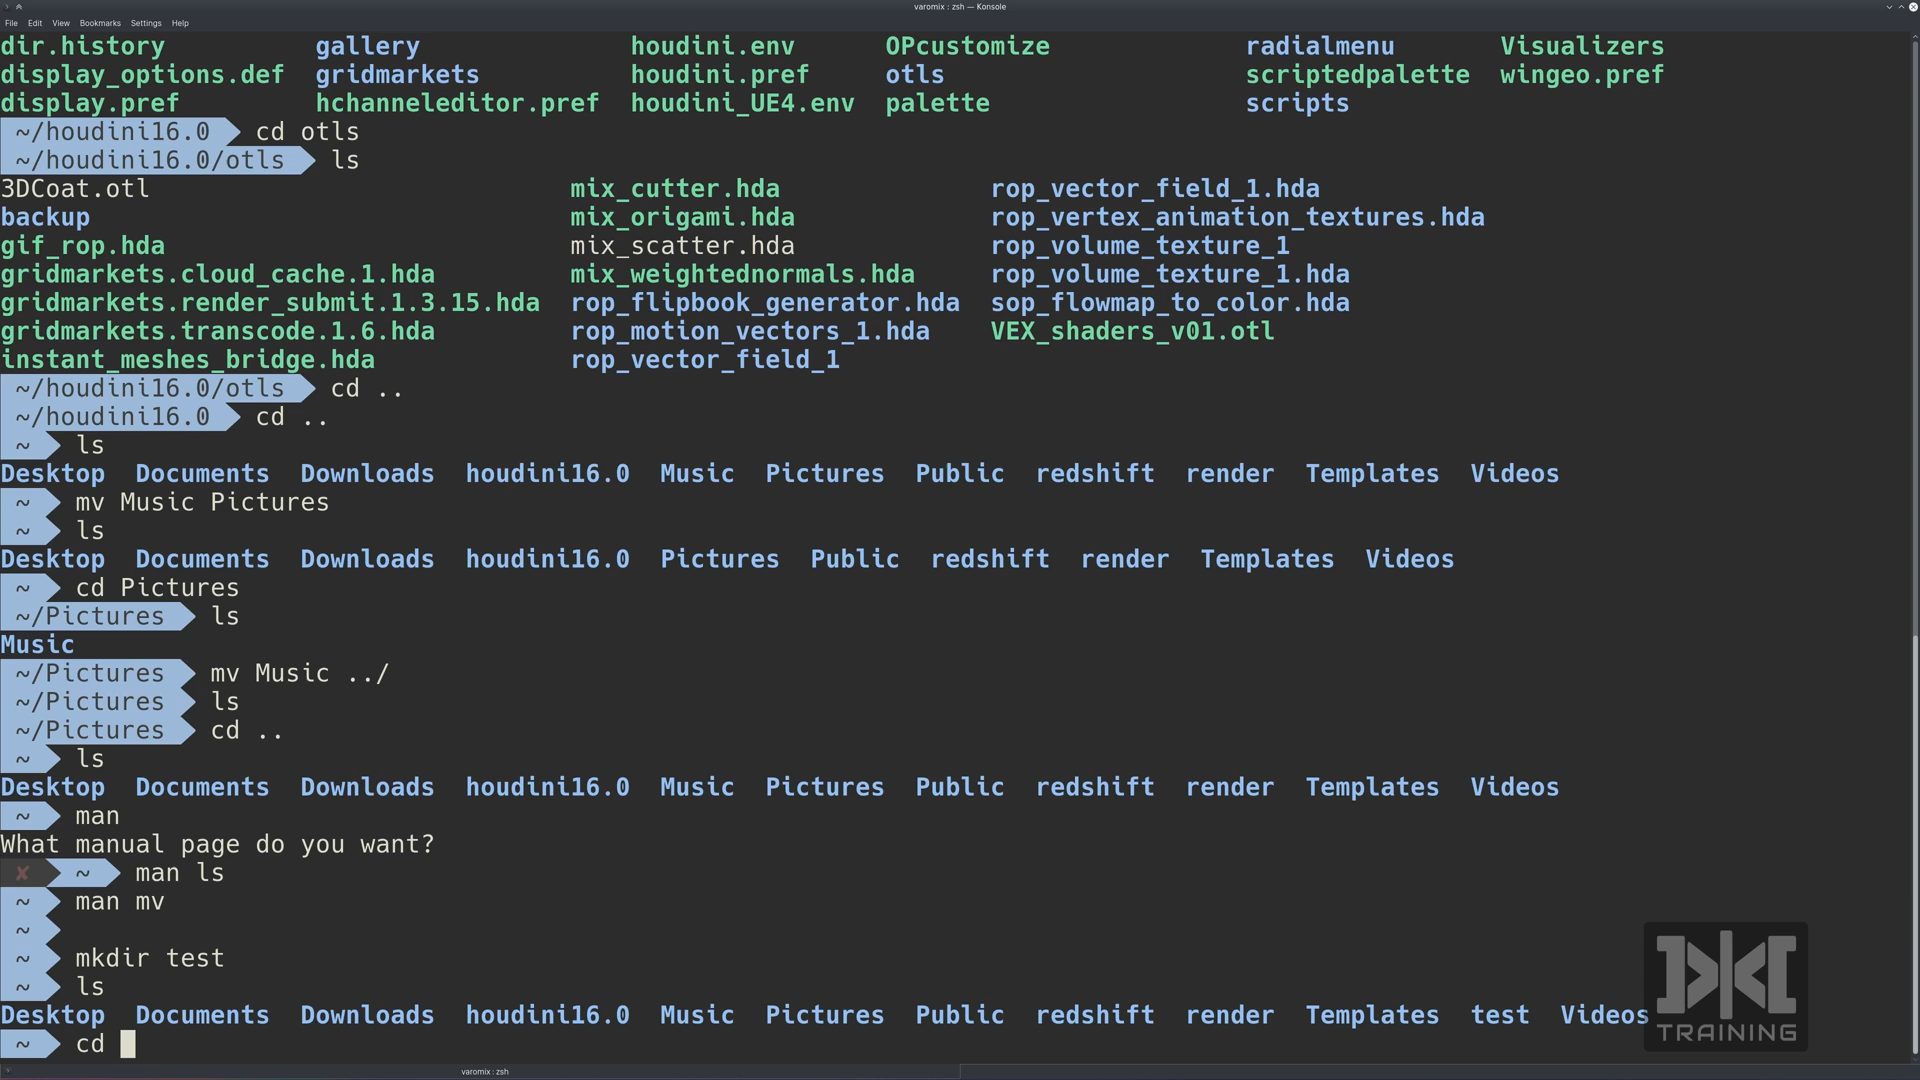 varomix : zsh — Konsole
File Edit View Bookmarks Settings Help
dir.history gallery houdini.env OPcustomize radialmenu Visualizers
display_options.def gridmarkets houdini.pref otls scriptedpalette wingeo.pref
display.pref hchanneleditor.pref houdini_UE4.env palette scripts
~/houdini16.0 cd otls
~/houdini16.0/otls ls
3DCoat.otl mix_cutter.hda rop_vector_field_1.hda
backup mix_origami.hda rop_vertex_animation_textures.hda
gif_rop.hda mix_scatter.hda rop_volume_texture_1
gridmarkets.cloud_cache.1.hda mix_weightednormals.hda rop_volume_texture_1.hda
gridmarkets.render_submit.1.3.15.hda rop_flipbook_generator.hda sop_flowmap_to_color.hda
gridmarkets.transcode.1.6.hda rop_motion_vectors_1.hda VEX_shaders_v01.otl
instant_meshes_bridge.hda rop_vector_field_1
~/houdini16.0/otls cd ..
~/houdini16.0 cd ..
~ ls
Desktop Documents Downloads houdini16.0 Music Pictures Public redshift render Templates Videos
~ mv Music Pictures
~ ls
Desktop Documents Downloads houdini16.0 Pictures Public redshift render Templates Videos
~ cd Pictures
~/Pictures ls
Music
~/Pictures mv Music ../
~/Pictures ls
~/Pictures cd ..
~ ls
Desktop Documents Downloads houdini16.0 Music Pictures Public redshift render Templates Videos
~ man
What manual page do you want?
✘ ~ man ls
~ man mv
~
~ mkdir test
~ ls
Desktop Documents Downloads houdini16.0 Music Pictures Public redshift render Templates test Videos
~ cd
TRAINING
varomix : zsh